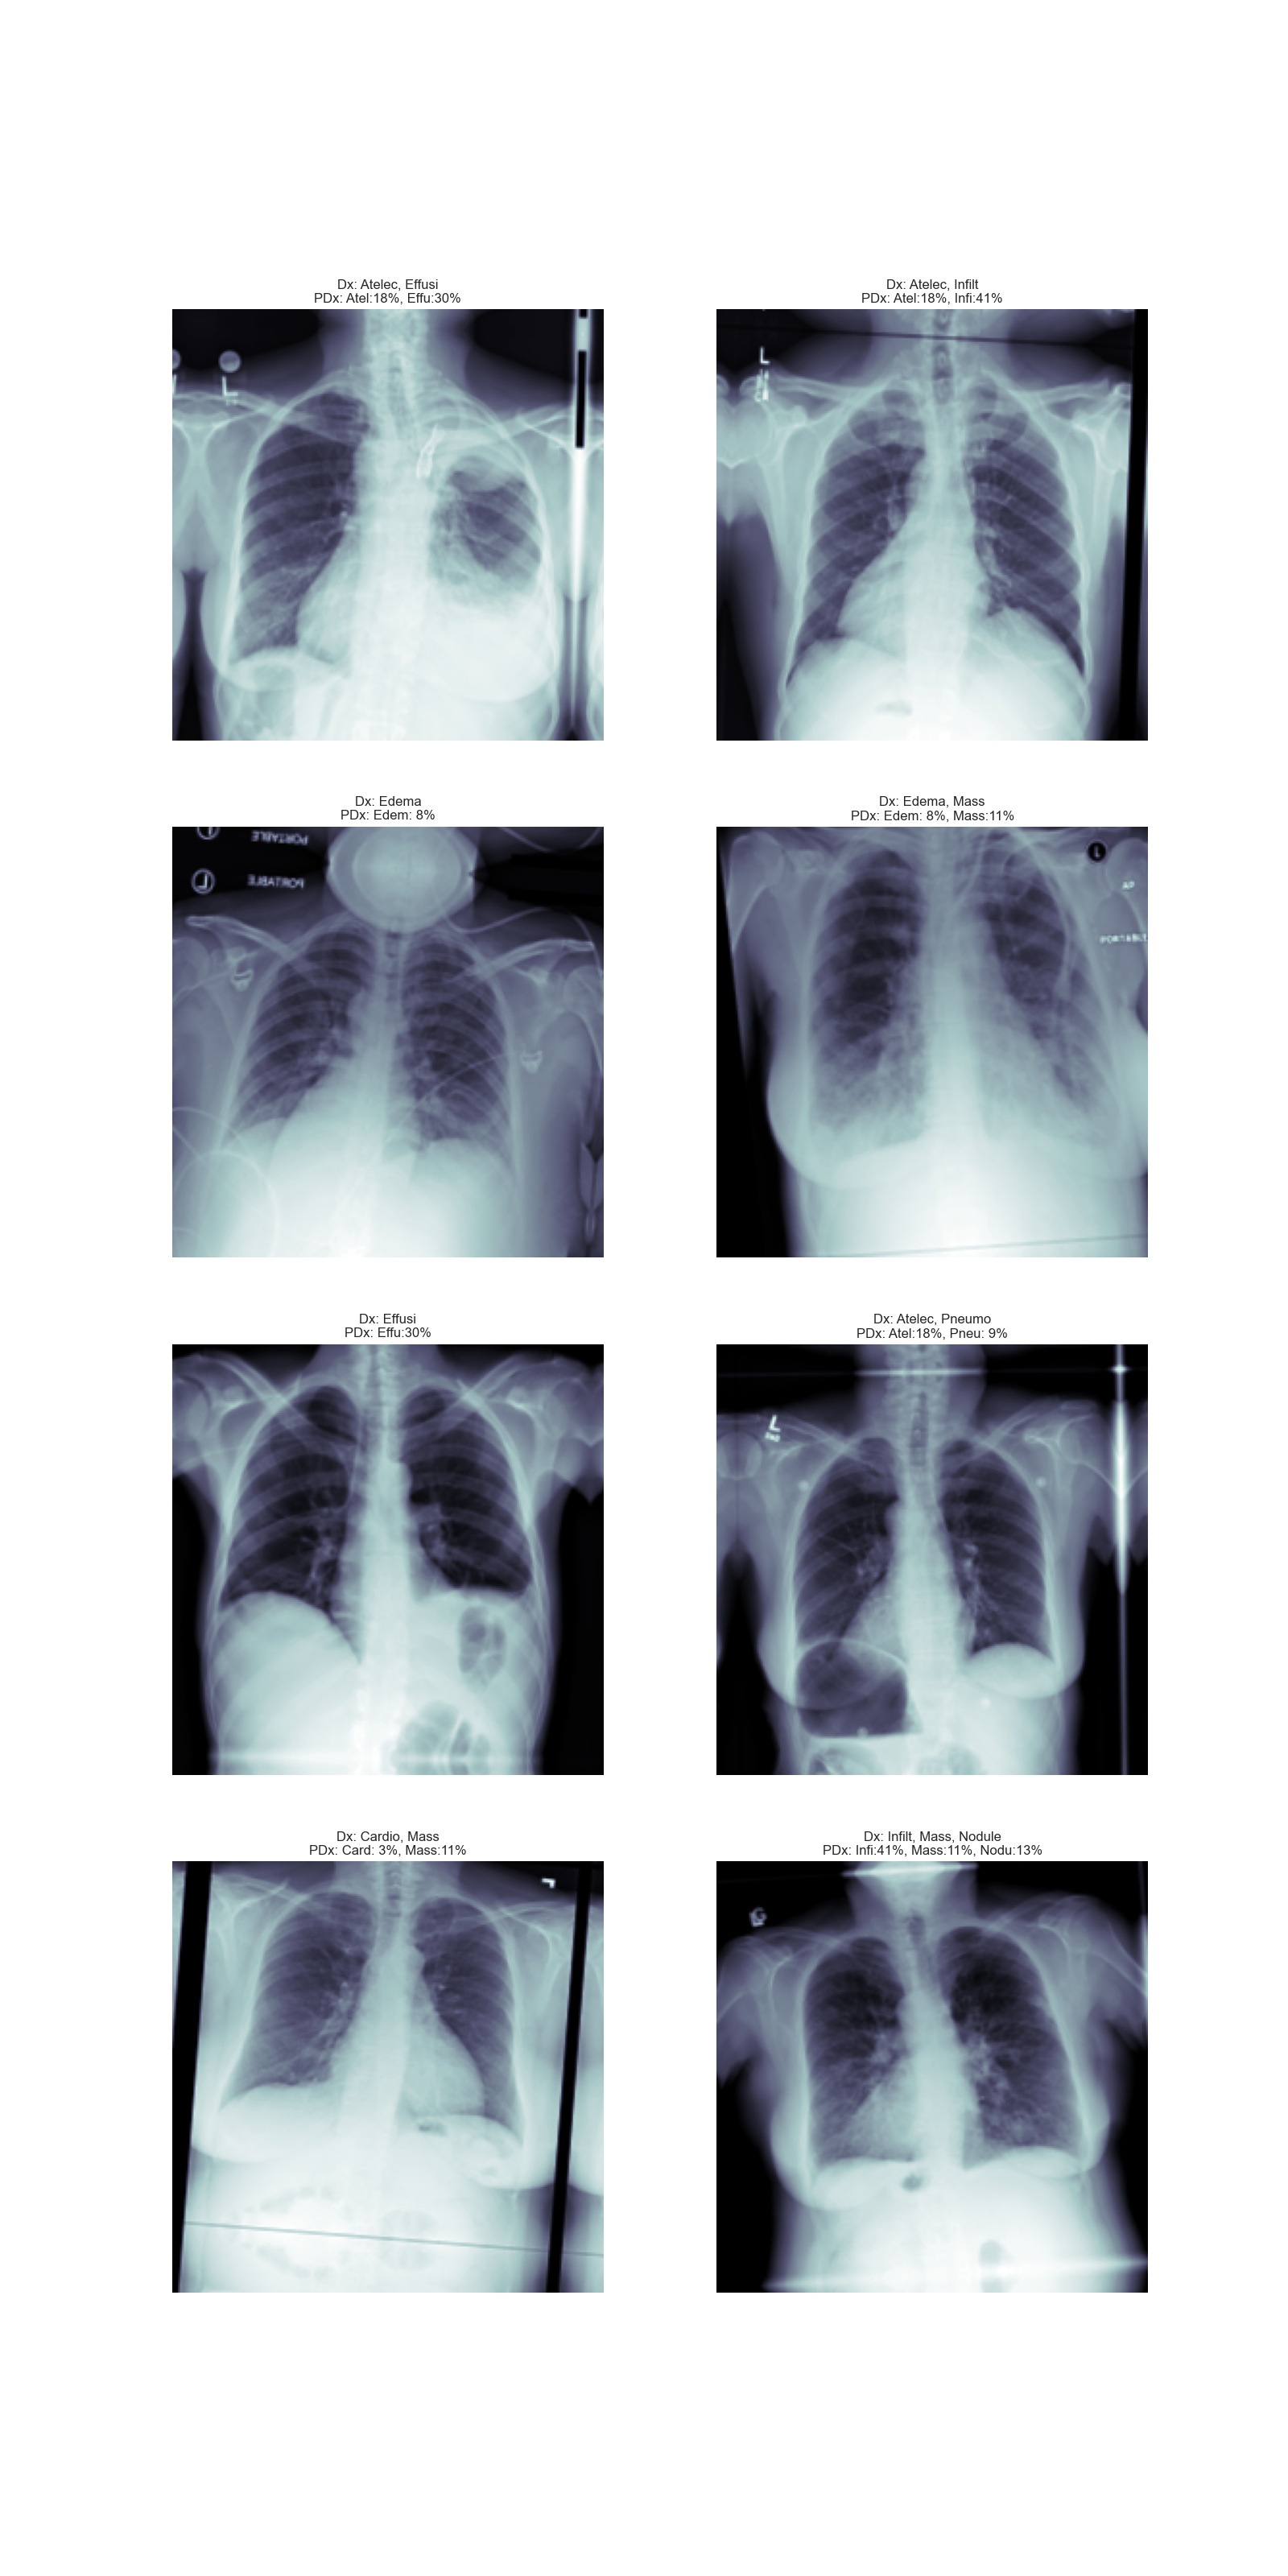 Dx: Atelec, Effusi
PDx: Atel:18%, Effu:30%
Dx: Atelec, Infilt
PDx: Atel:18%, Infi:41%
L
L
Dx: Edema
PDx: Edem: 8%
Dx: Edema, Mass
PDx: Edem: 8%, Mass:11%
PORTABLE
L
PORTABLE
AP
Dx: Effusi
PDx: Effu:30%
Dx: Atelec, Pneumo
PDx: Atel:18%, Pneu: 9%
L
Dx: Cardio, Mass
PDx: Card: 3%, Mass:11%
Dx: Infilt, Mass, Nodule
PDx: Infi:41%, Mass:11%, Nodu:13%